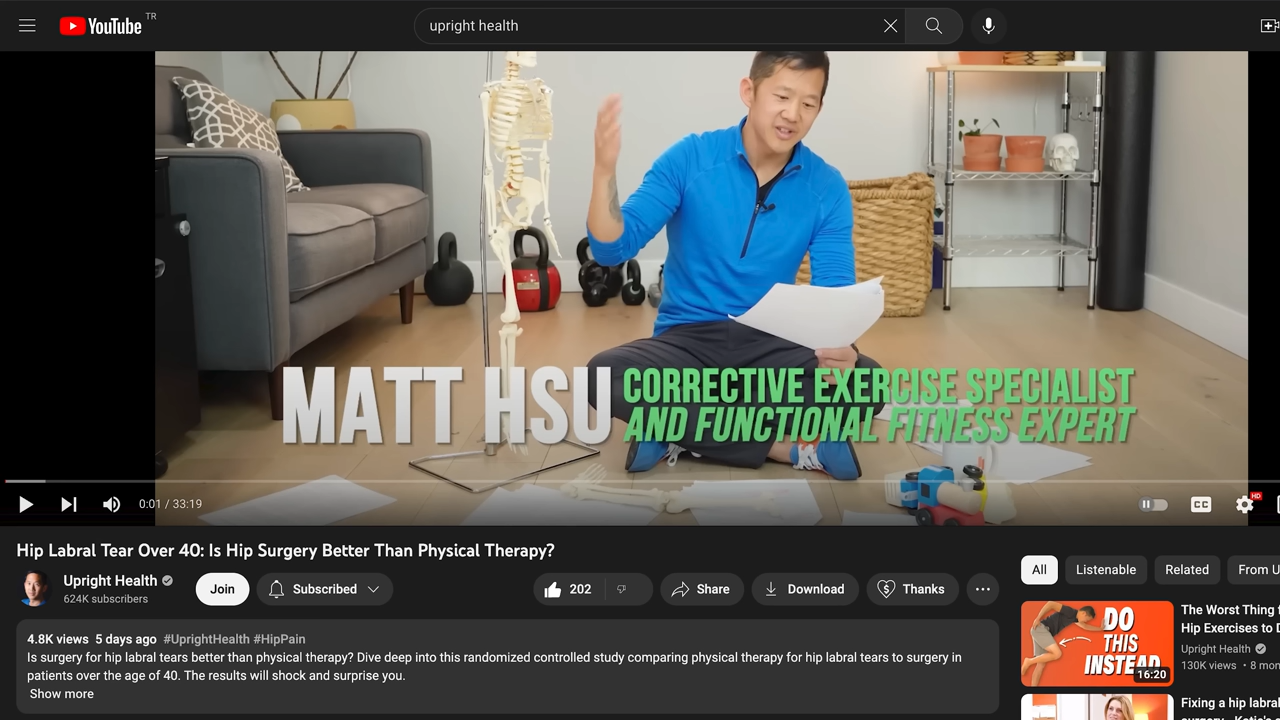 YouTube TR
upright health
MATT HSU
CORRECTIVE EXERCISE SPECIALIST
AND FUNCTIONAL FITNESS EXPERT
0:01 / 33:19
CC
HD
Hip Labral Tear Over 40: Is Hip Surgery Better Than Physical Therapy?
Upright Health
624K subscribers
Join
Subscribed
202
Share
Download
Thanks
4.8K views 5 days ago #UprightHealth #HipPain
Is surgery for hip labral tears better than physical therapy? Dive deep into this randomized controlled study comparing physical therapy for hip labral tears to surgery in
patients over the age of 40. The results will shock and surprise you.
Show more
All
Listenable
Related
From U
DO
THIS
INSTEAD
16:20
The Worst Thing f
Hip Exercises to D
Upright Health
130K views • 8 mon
Fixing a hip labral